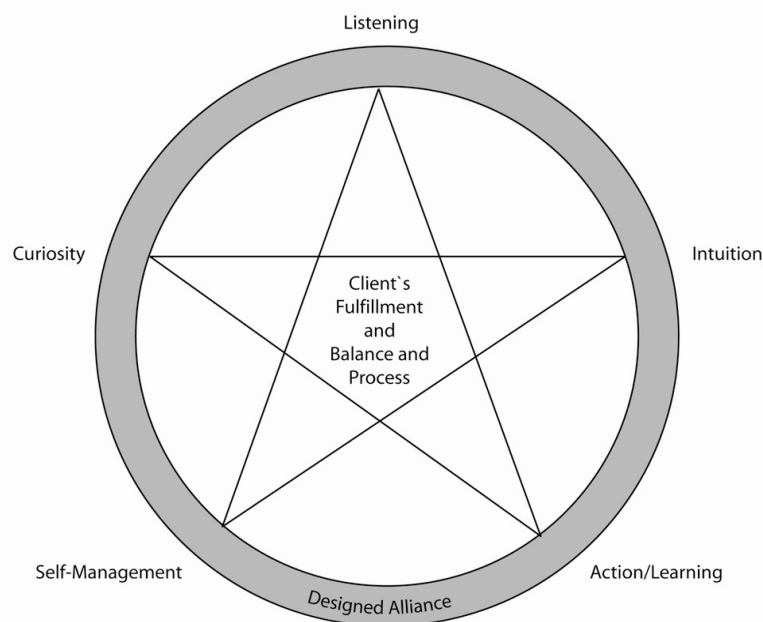 Listening
Curiosity
Intuition
Client`s
Fulfillment
and
Balance and
Process
Self-Management
Action/Learning
Designed Alliance